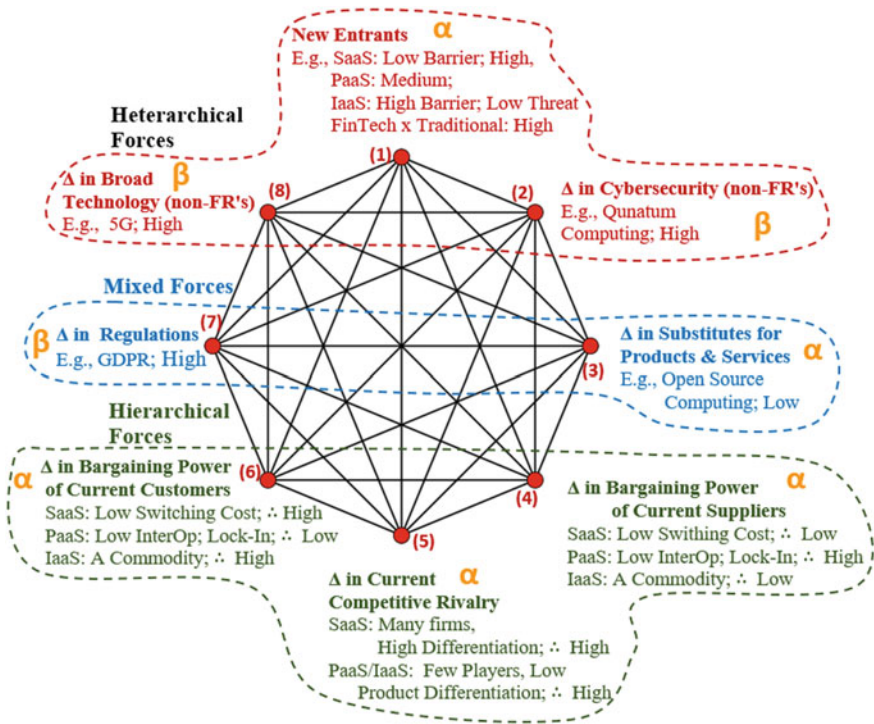 New Entrants α
E.g., SaaS: Low Barrier; High,
PaaS: Medium;
IaaS: High Barrier; Low Threat
FinTech x Traditional: High
Heterarchical
Forces
(1)
(8)
(2)
Δ in Broad β
Technology (non-FR's)
E.g., 5G; High
Δ in Cybersecurity (non-FR's)
E.g., Qunatum
Computing; High β
Mixed Forces
(7)
β Δ in Regulations
E.g., GDPR; High
(3)
Δ in Substitutes for
Products & Services α
E.g., Open Source
Computing; Low
Hierarchical
Forces
(6)
α Δ in Bargaining Power
of Current Customers
SaaS: Low Switching Cost; ∴ High
PaaS: Low InterOp; Lock-In; ∴ Low
IaaS: A Commodity; ∴ High
(4)
Δ in Bargaining Power α
of Current Suppliers
SaaS: Low Swithing Cost; ∴ Low
PaaS: Low InterOp; Lock-In; ∴ High
IaaS: A Commodity; ∴ Low
(5)
Δ in Current α
Competitive Rivalry
SaaS: Many firms,
High Differentiation; ∴ High
PaaS/IaaS: Few Players, Low
Product Differentiation; ∴ High